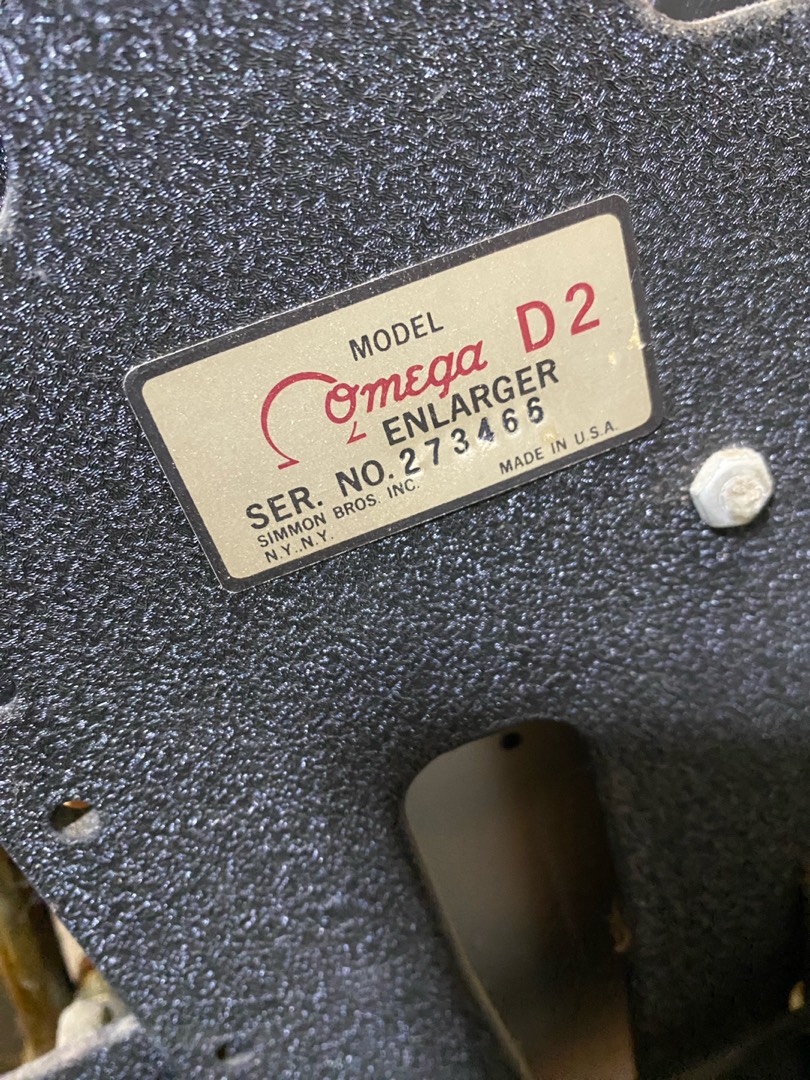 MODEL
Omega D2
ENLARGER
SER. NO. 273466
SIMMON BROS. INC. MADE IN U.S.A.
N.Y., N.Y.